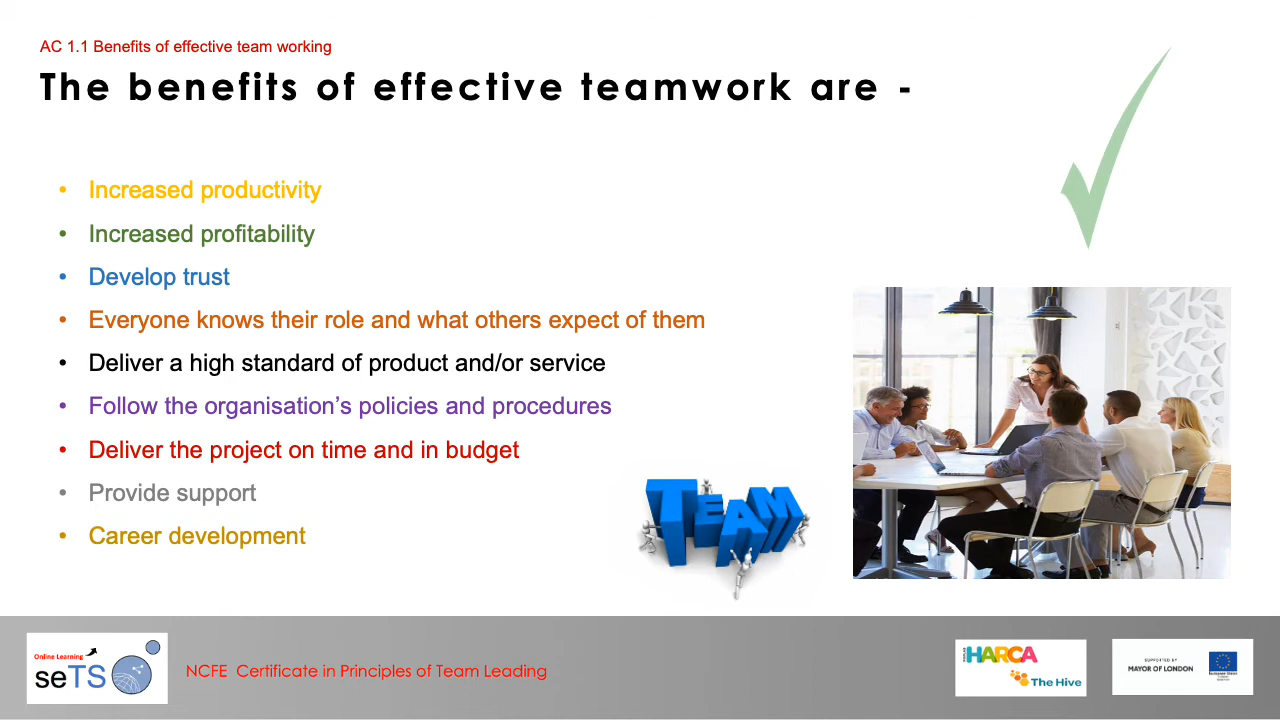 AC 1.1 Benefits of effective team working
The benefits of effective teamwork are -
• Increased productivity
• Increased profitability
• Develop trust
• Everyone knows their role and what others expect of them
• Deliver a high standard of product and/or service
• Follow the organisation’s policies and procedures
• Deliver the project on time and in budget
• Provide support
• Career development
TEAM
Online Learning
seTS
NCFE Certificate in Principles of Team Leading
POPLAR
HARCA
The Hive
SUPPORTED BY
MAYOR OF LONDON
European Union